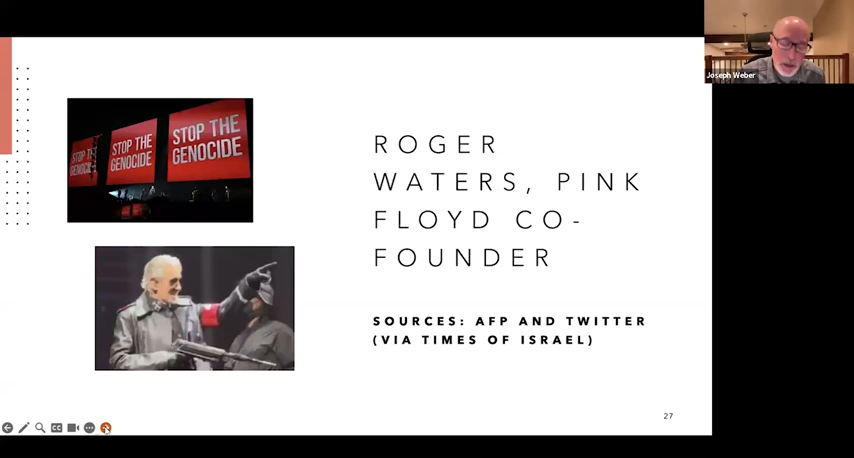 Joseph Weber
STOP THE
GENOCIDE
STOP THE
GENOCIDE
STOP THE
GENOCIDE
ROGER
WATERS, PINK
FLOYD CO-
FOUNDER
SOURCES: AFP AND TWITTER
(VIA TIMES OF ISRAEL)
27
CC